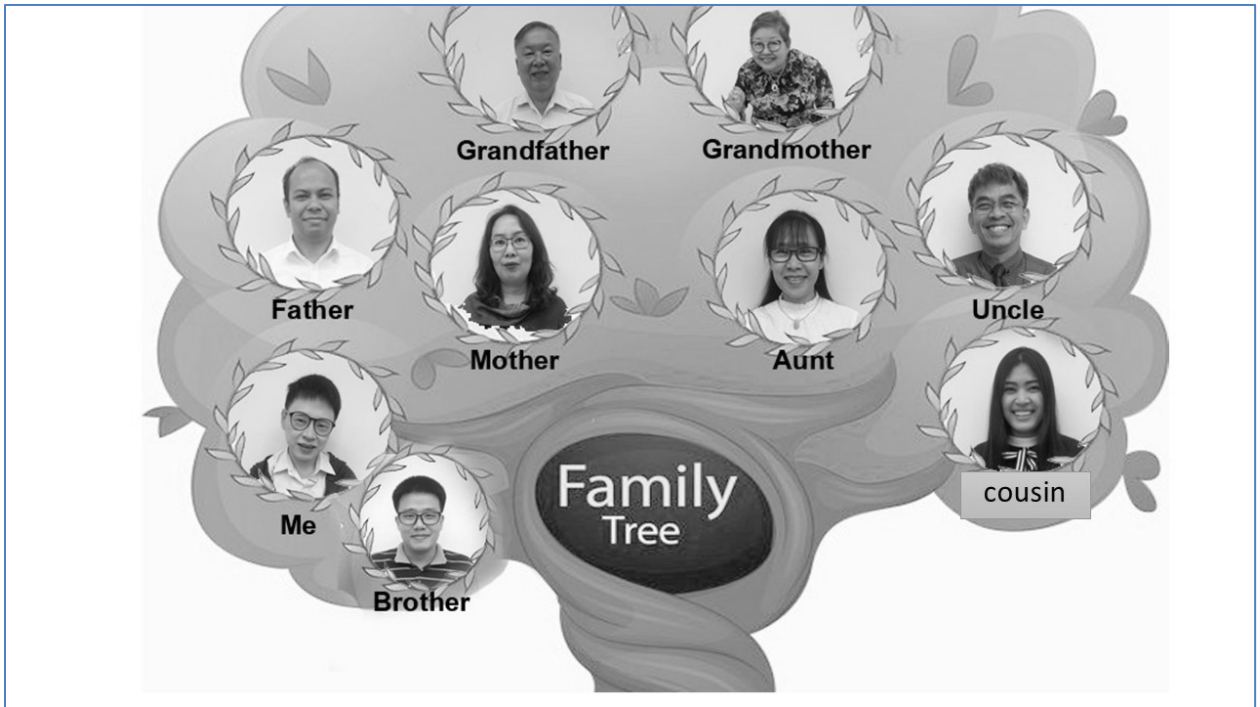 Grandfather
Grandmother
Father
Mother
Aunt
Uncle
Me
Brother
cousin
Family
Tree